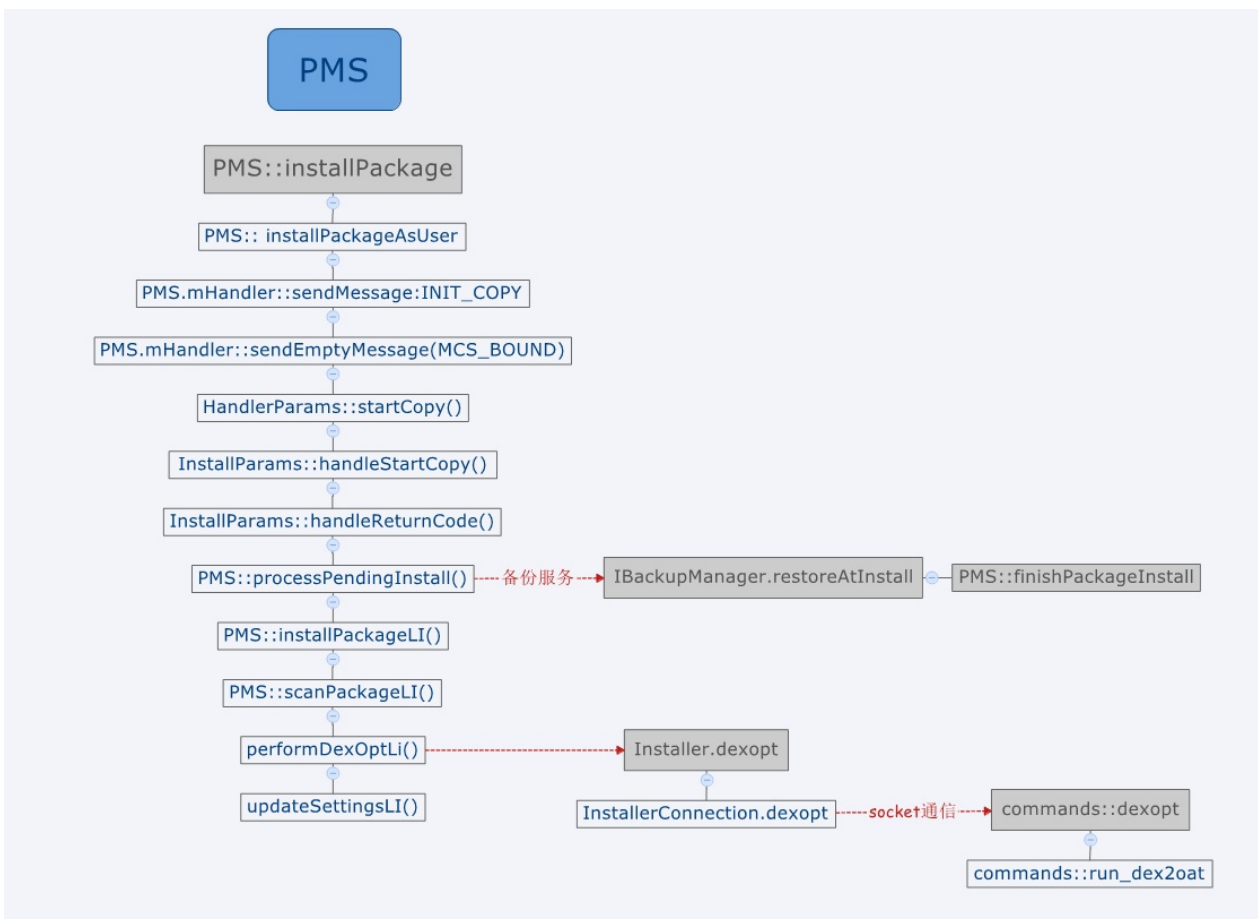 PMS
PMS::installPackage
PMS:: installPackageAsUser
PMS.mHandler::sendMessage:INIT_COPY
PMS.mHandler::sendEmptyMessage(MCS_BOUND)
HandlerParams::startCopy()
InstallParams::handleStartCopy()
InstallParams::handleReturnCode()
PMS::processPendingInstall() 备份服务 IBackupManager.restoreAtInstall PMS::finishPackageInstall
PMS::installPackageLI()
PMS::scanPackageLI()
performDexOptLi() Installer.dexopt
updateSettingsLI() InstallerConnection.dexopt socket通信 commands::dexopt
commands::run_dex2oat